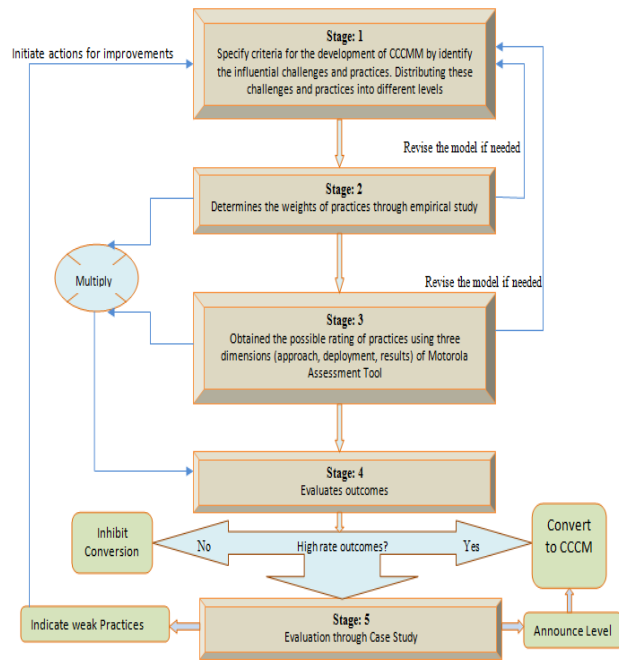 Initiate actions for improvements
Stage: 1
Specify criteria for the development of CCCMM by identify
the influential challenges and practices. Distributing these
challenges and practices into different levels
Revise the model if needed
Stage: 2
Determines the weights of practices through empirical study
Multiply
Revise the model if needed
Stage: 3
Obtained the possible rating of practices using three
dimensions (approach, deployment, results) of Motorola
Assessment Tool
Stage: 4
Evaluates outcomes
Inhibit
Conversion
No
High rate outcomes?
Yes
Convert
to CCCM
Indicate weak Practices
Stage: 5
Evaluation through Case Study
Announce Level